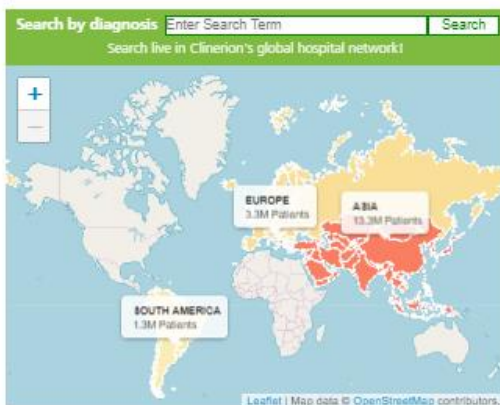 Search by diagnosis Enter Search Term Search
Search live in Clinerion's global hospital network!
+
−
EUROPE
3.3M Patients
ASIA
13.3M Patients
SOUTH AMERICA
1.3M Patients
Leaflet | Map data © OpenStreetMap contributors,